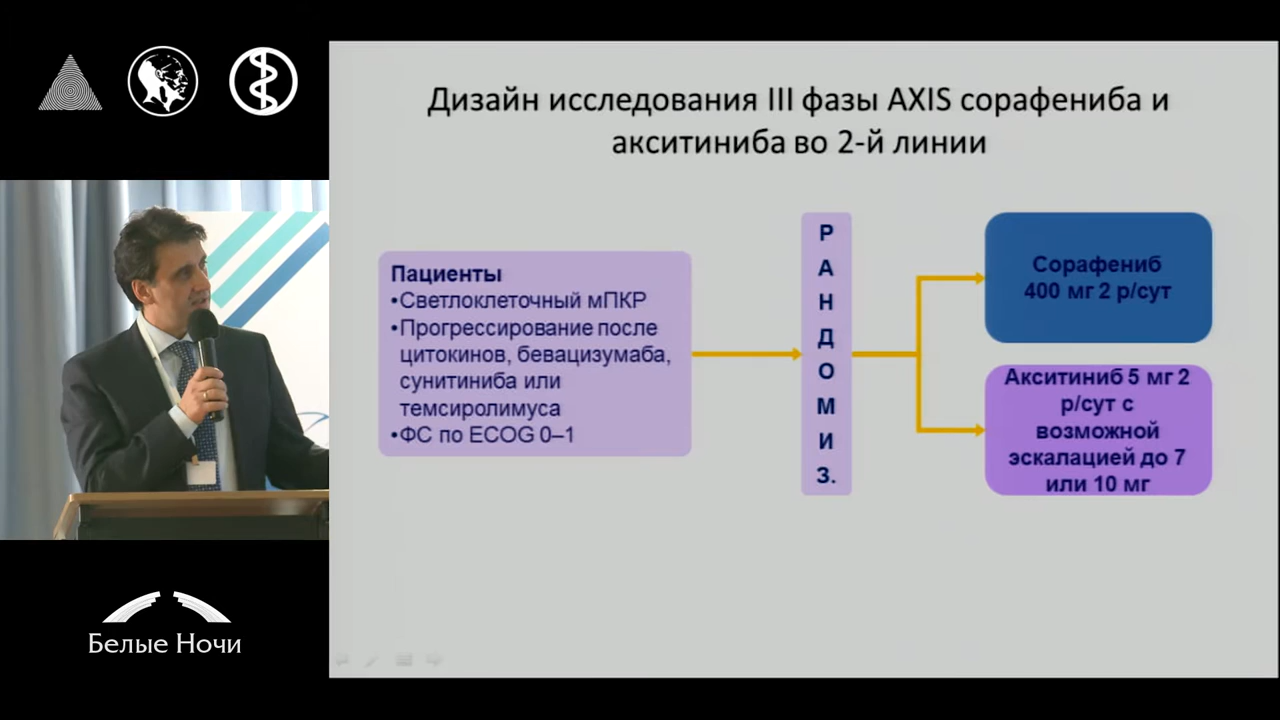 Дизайн исследования III фазы AXIS сорафениба и
акситиниба во 2-й линии
Пациенты
•Светлоклеточный мПКР
•Прогрессирование после
цитокинов, бевацизумаба,
сунитиниба или
темсиролимуса
•ФС по ECOG 0–1
Р
А
Н
Д
О
М
И
З.
Сорафениб
400 мг 2 р/сут
Акситиниб 5 мг 2
р/сут с
возможной
эскалацией до 7
или 10 мг
Белые Ночи